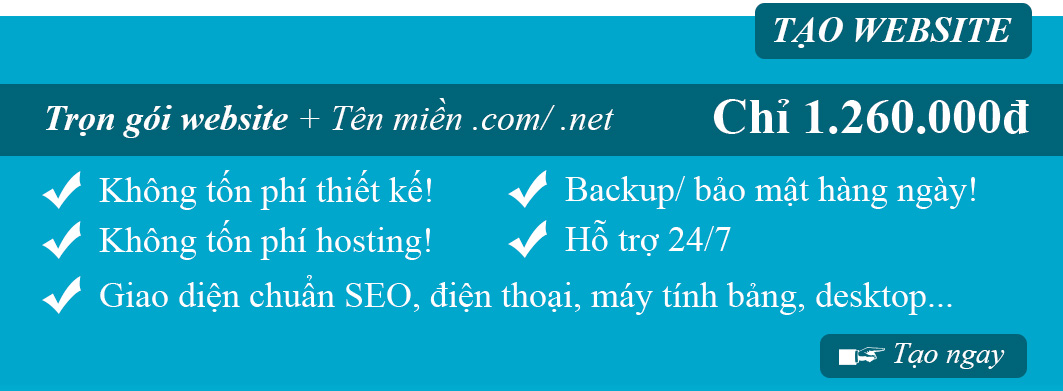 TẠO WEBSITE
Trọn gói website + Tên miền .com/ .net
Chỉ 1.260.000đ
Không tốn phí thiết kế!
Backup/ bảo mật hàng ngày!
Không tốn phí hosting!
Hỗ trợ 24/7
Giao diện chuẩn SEO, điện thoại, máy tính bảng, desktop...
Tạo ngay